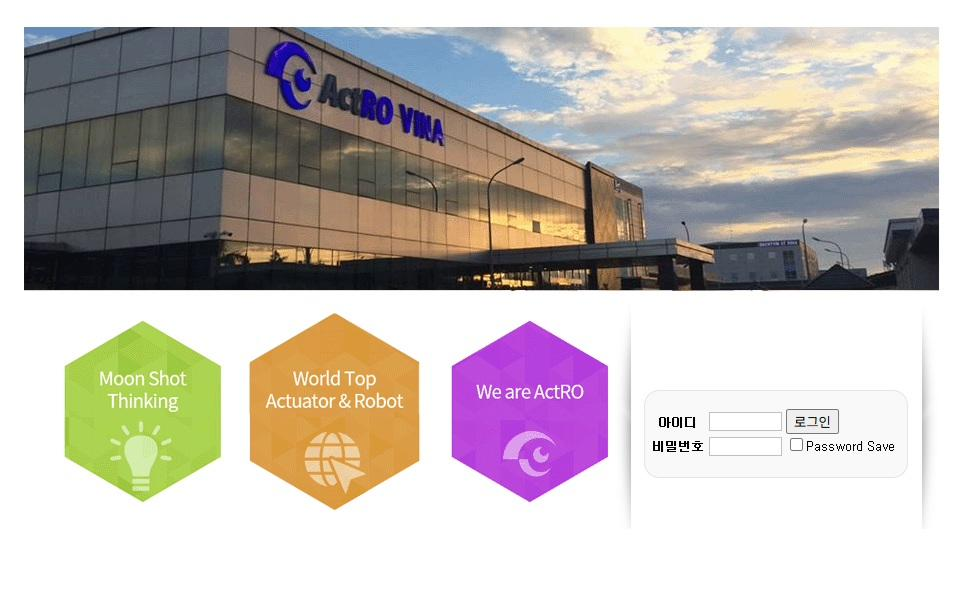 ActRO VINA
Moon Shot
Thinking
World Top
Actuator & Robot
We are ActRO
아이디
로그인
비밀번호
Password Save